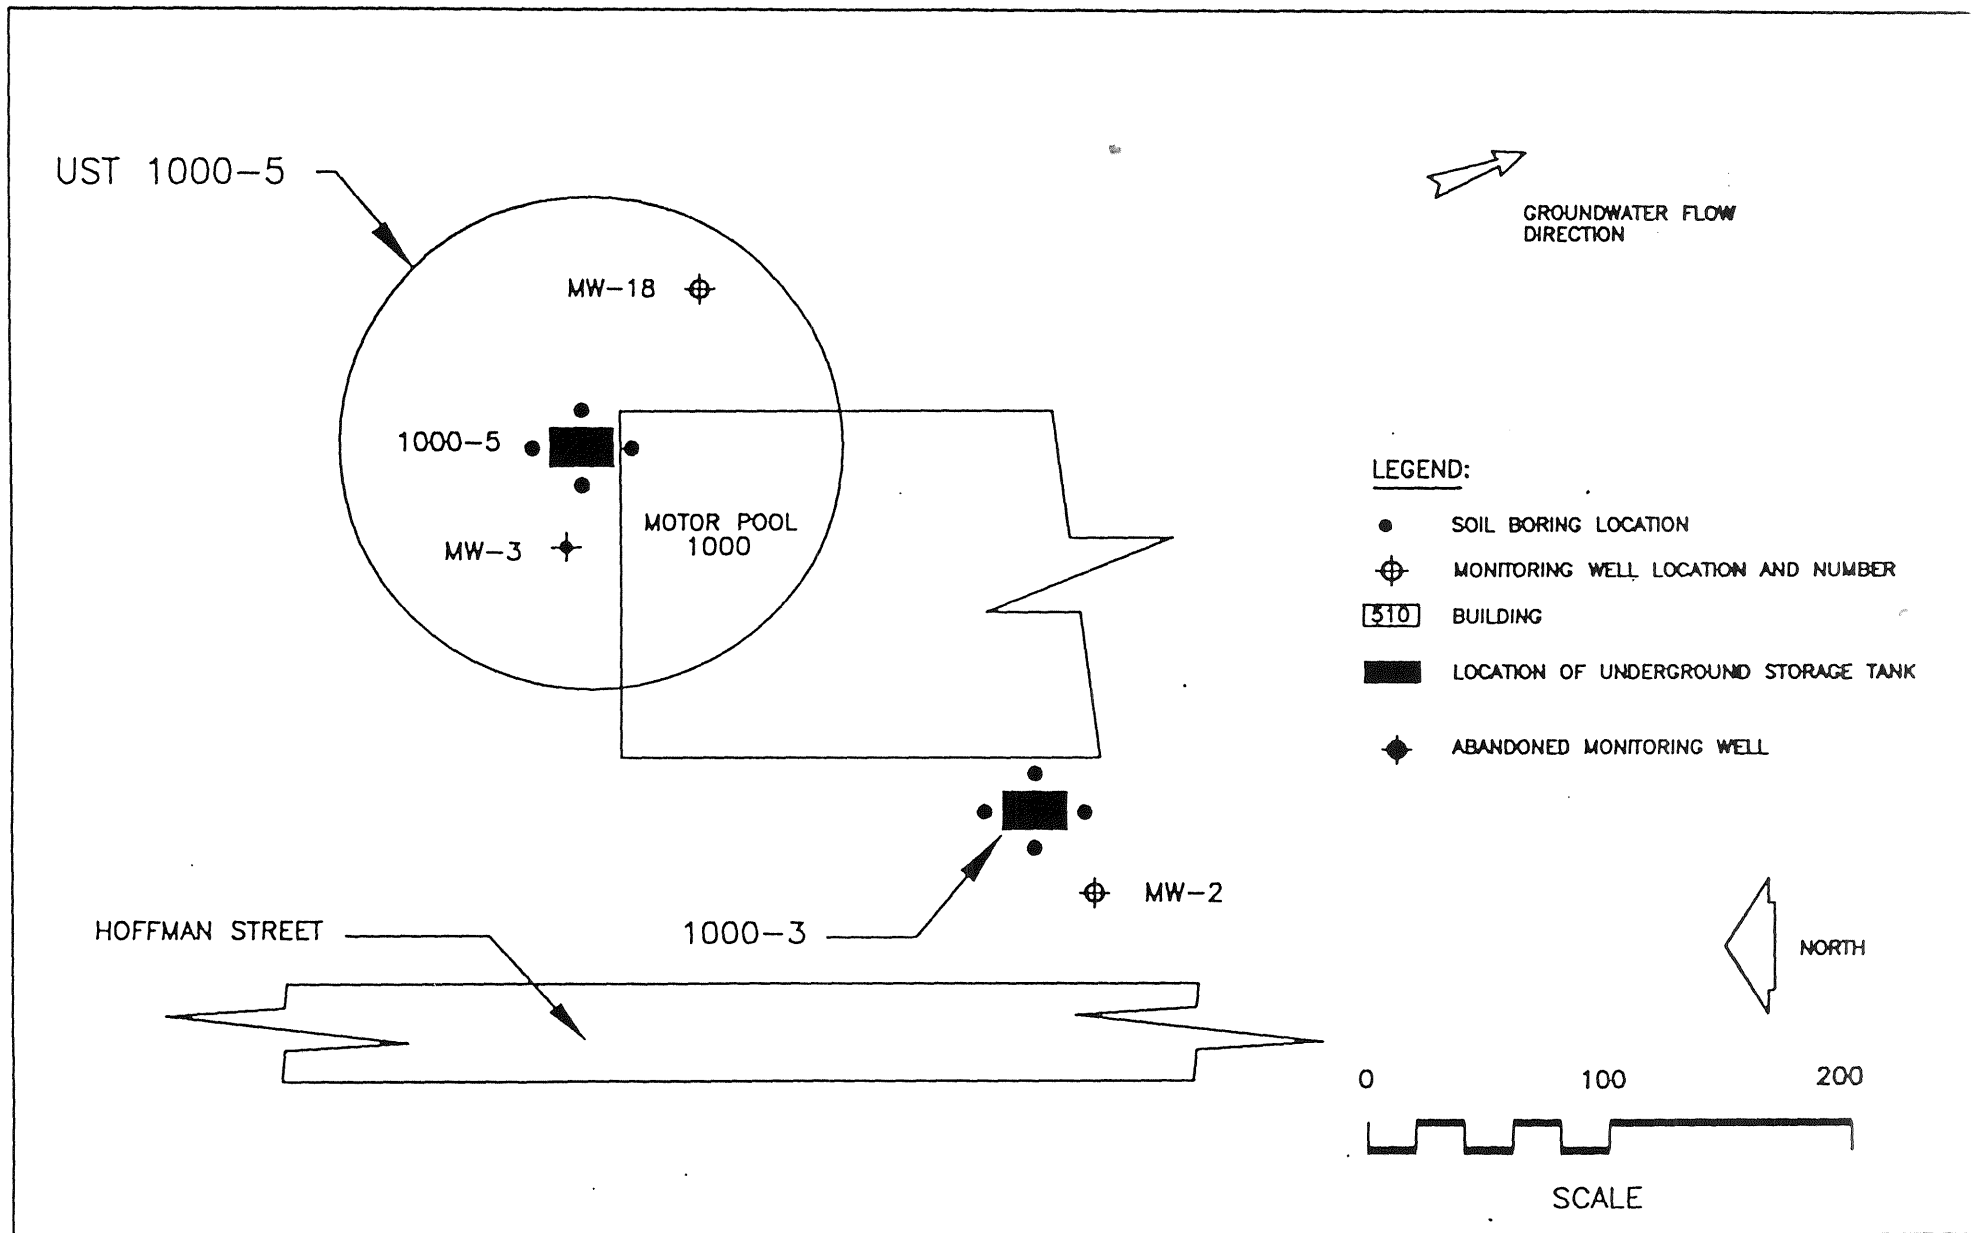 UST 1000-5
GROUNDWATER FLOW
DIRECTION
MW-18
1000-5
MOTOR POOL
1000
MW-3
LEGEND:
SOIL BORING LOCATION
MONITORING WELL LOCATION AND NUMBER
510 BUILDING
LOCATION OF UNDERGROUND STORAGE TANK
ABANDONED MONITORING WELL
MW-2
1000-3
HOFFMAN STREET
NORTH
0 100 200
SCALE